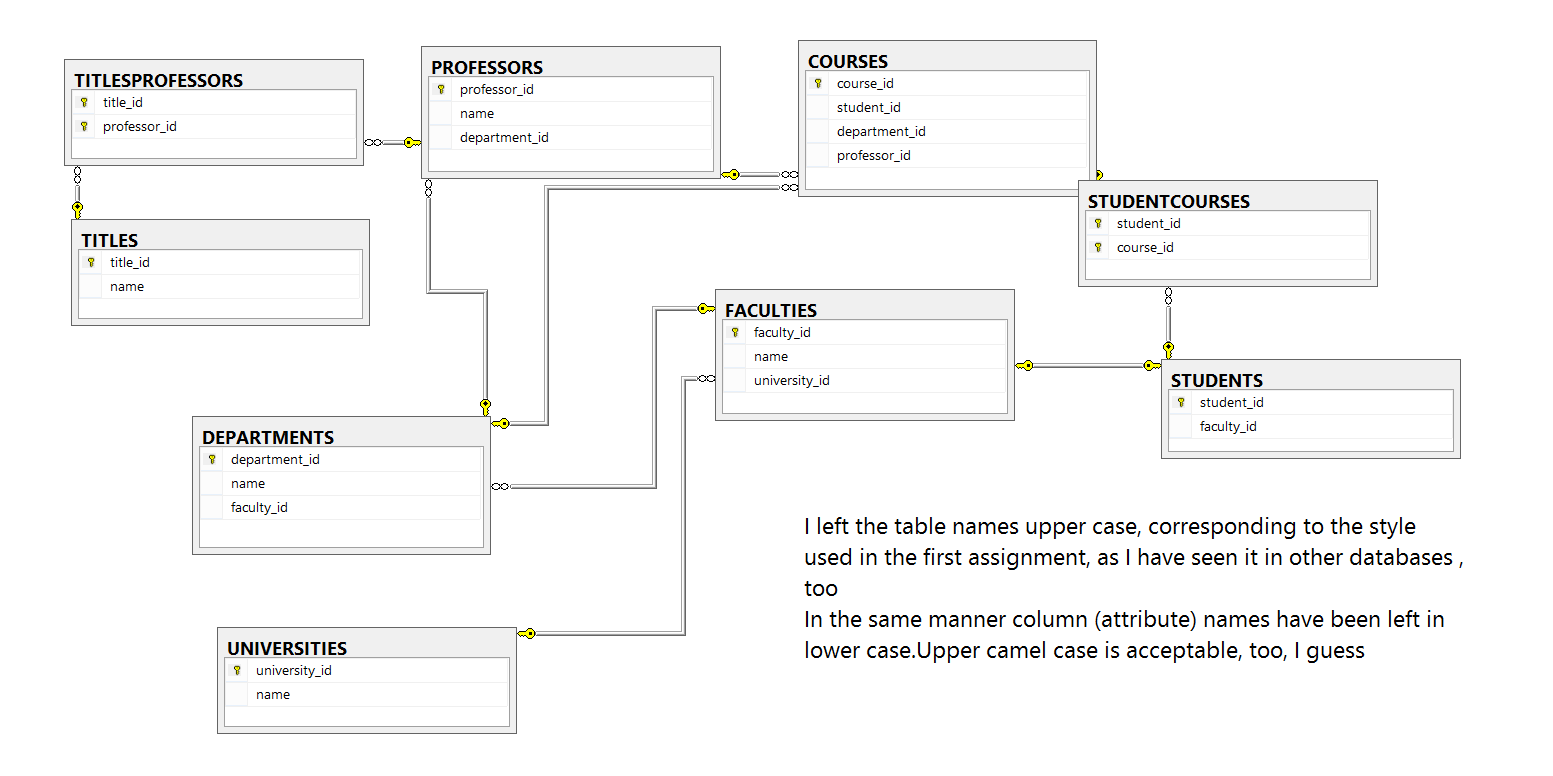 TITLESPROFESSORS
title_id
professor_id
PROFESSORS
professor_id
name
department_id
COURSES
course_id
student_id
department_id
professor_id
STUDENTCOURSES
student_id
course_id
TITLES
title_id
name
FACULTIES
faculty_id
name
university_id
STUDENTS
student_id
faculty_id
DEPARTMENTS
department_id
name
faculty_id
UNIVERSITIES
university_id
name
I left the table names upper case, corresponding to the style
used in the first assignment, as I have seen it in other databases ,
too
In the same manner column (attribute) names have been left in
lower case.Upper camel case is acceptable, too, I guess